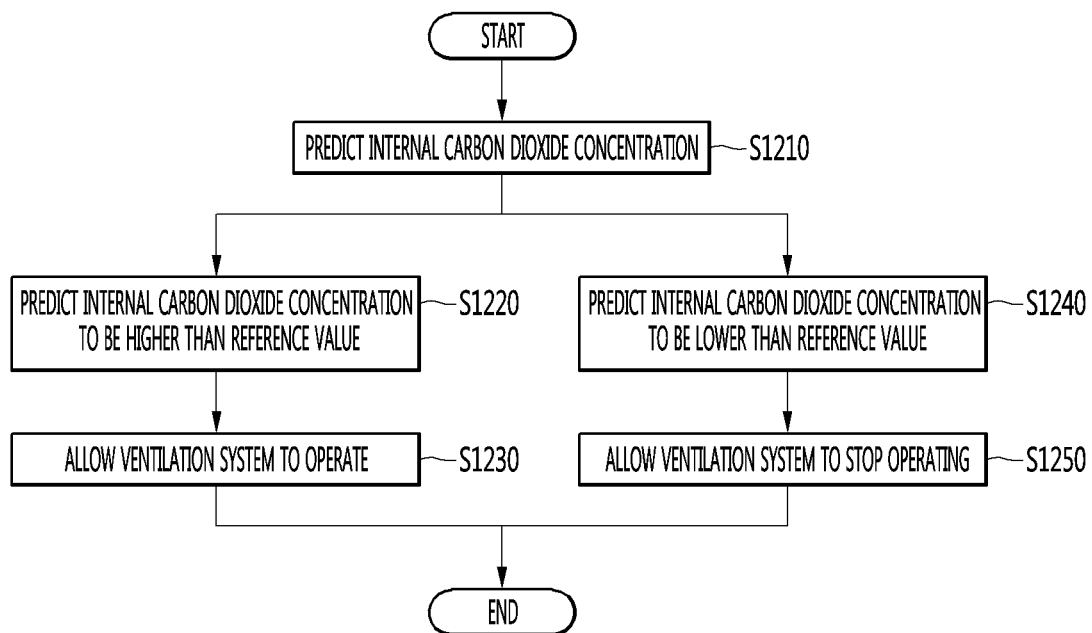 START
PREDICT INTERNAL CARBON DIOXIDE CONCENTRATION
S1210
PREDICT INTERNAL CARBON DIOXIDE CONCENTRATION
TO BE HIGHER THAN REFERENCE VALUE
S1220
PREDICT INTERNAL CARBON DIOXIDE CONCENTRATION
TO BE LOWER THAN REFERENCE VALUE
S1240
ALLOW VENTILATION SYSTEM TO OPERATE
S1230
ALLOW VENTILATION SYSTEM TO STOP OPERATING
S1250
END